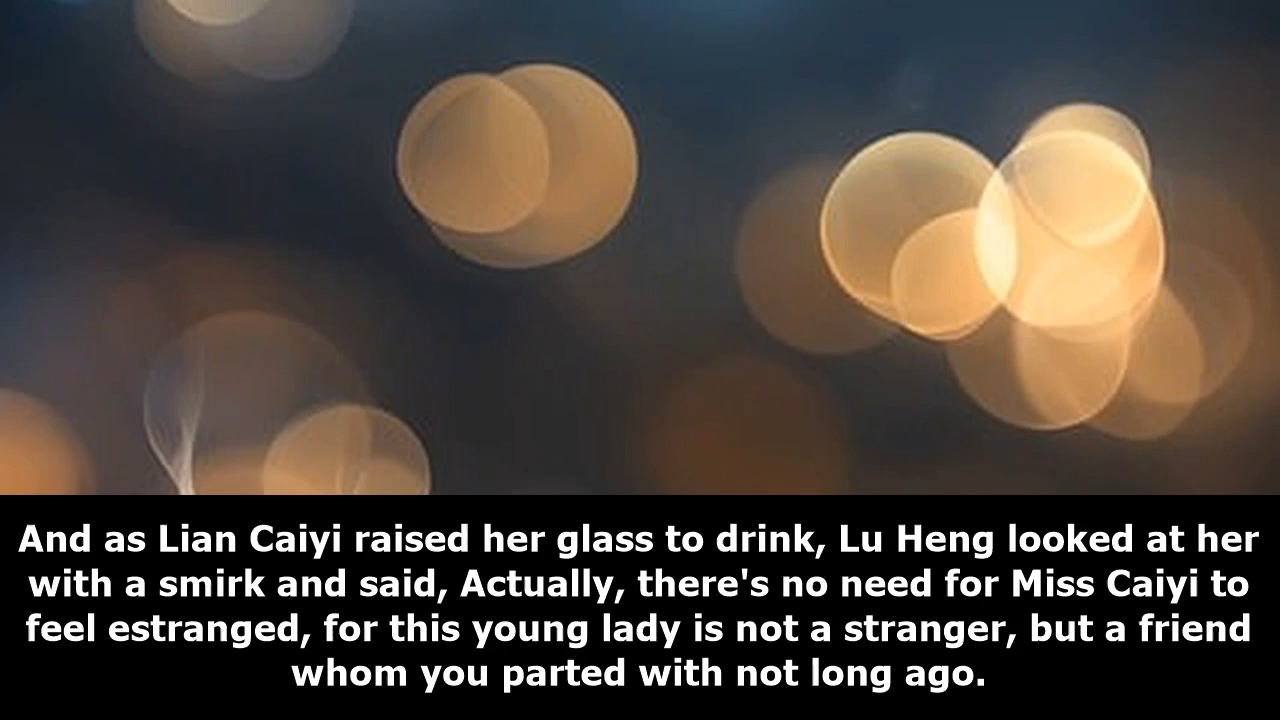 And as Lian Caiyi raised her glass to drink, Lu Heng looked at her
with a smirk and said, Actually, there's no need for Miss Caiyi to
feel estranged, for this young lady is not a stranger, but a friend
whom you parted with not long ago.